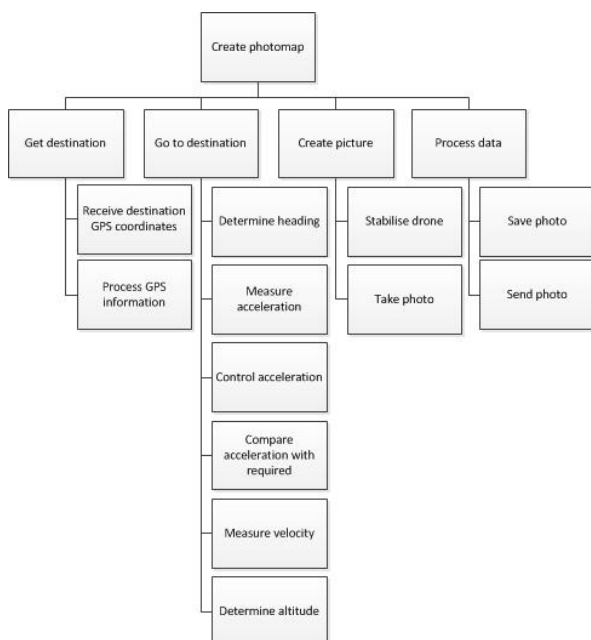 Create photomap
Get destination
Go to destination
Create picture
Process data
Receive destination
GPS coordinates
Process GPS
information
Determine heading
Measure
acceleration
Control acceleration
Compare
acceleration with
required
Measure velocity
Determine altitude
Stabilise drone
Take photo
Save photo
Send photo